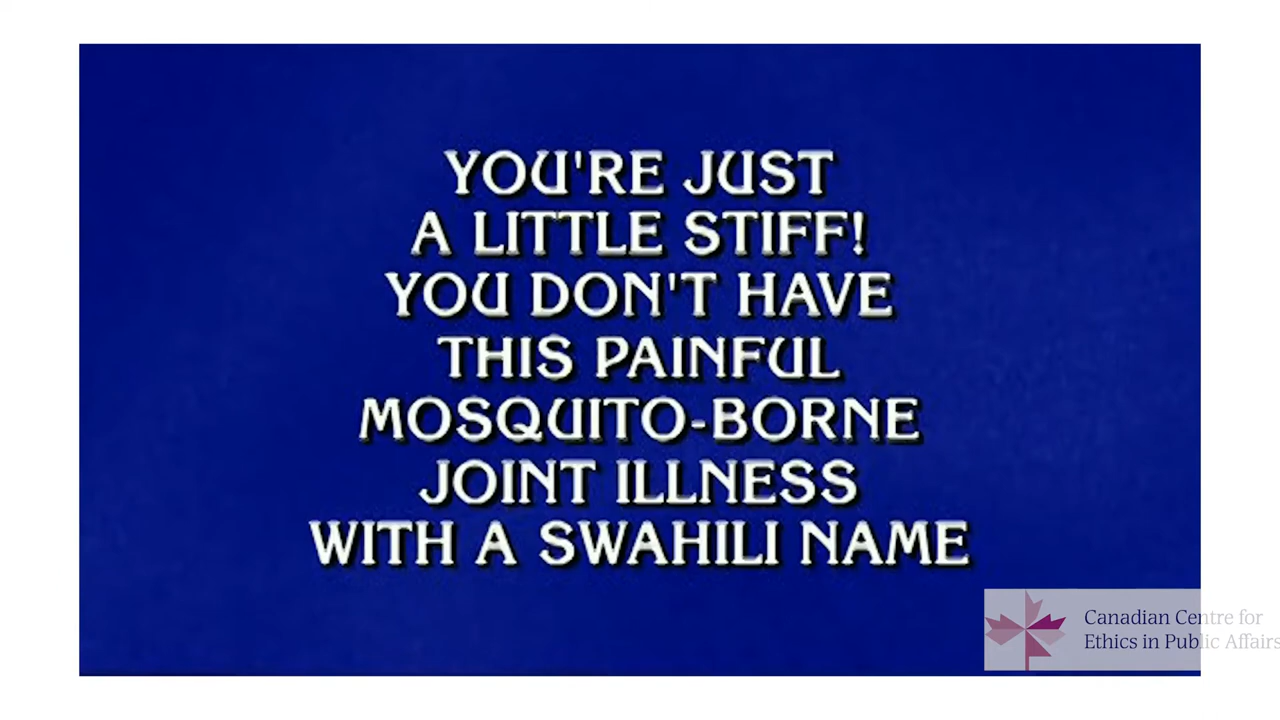 YOU'RE JUST
A LITTLE STIFF!
YOU DON'T HAVE
THIS PAINFUL
MOSQUITO-BORNE
JOINT ILLNESS
WITH A SWAHILI NAME
Canadian Centre for
Ethics in Public Affairs